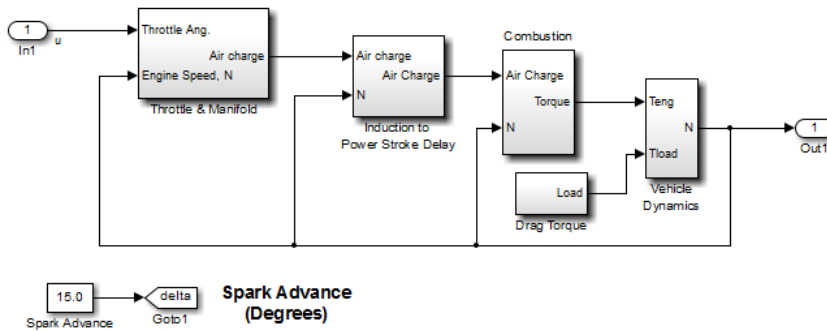 Combustion
1
In1
u
Throttle Ang.
Air charge
Engine Speed, N
Throttle & Manifold
Air charge
Air Charge
N
Induction to
Power Stroke Delay
Air Charge
Torque
N
Teng
N
Tload
Vehicle
Dynamics
1
Out1
Load
Drag Torque
15.0
Spark Advance
delta
Goto1
Spark Advance
(Degrees)